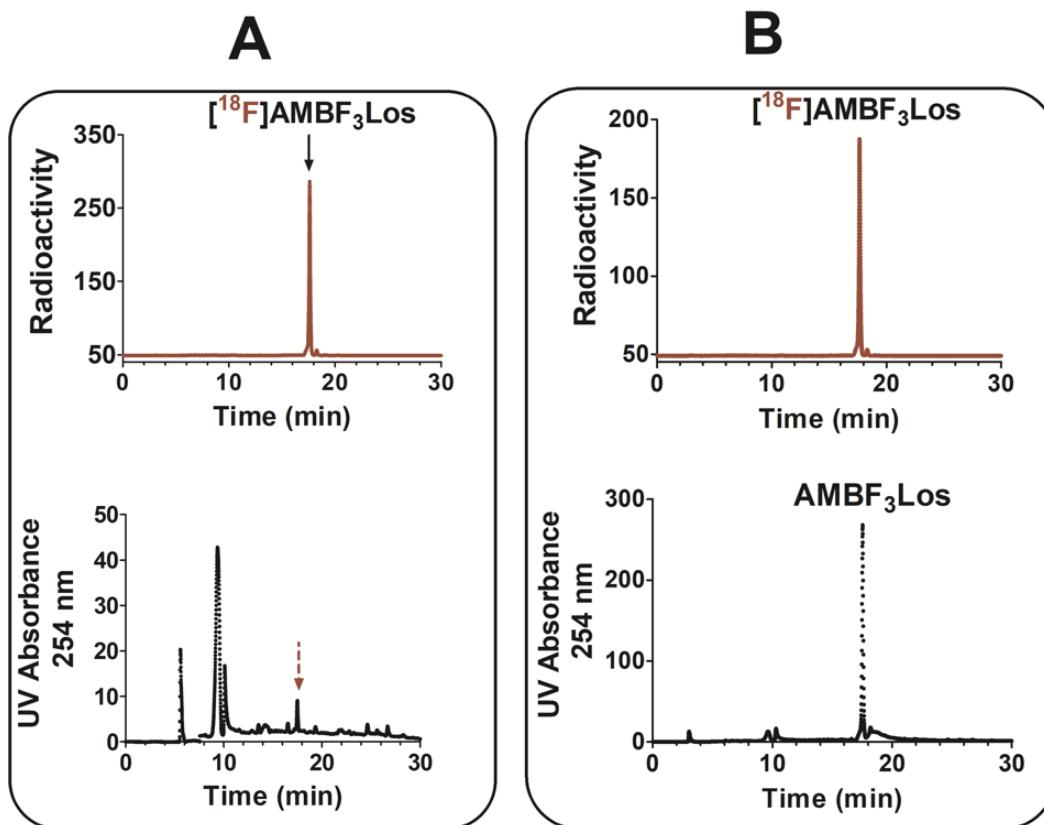 A
[¹⁸F]AMBF₃Los
350
250
150
50
Radioactivity
0 10 20 30
Time (min)
50
40
30
20
10
0
UV Absorbance
254 nm
0 10 20 30
Time (min)
B
[¹⁸F]AMBF₃Los
200
150
100
50
Radioactivity
0 10 20 30
Time (min)
AMBF₃Los
300
200
100
0
UV Absorbance
254 nm
0 10 20 30
Time (min)